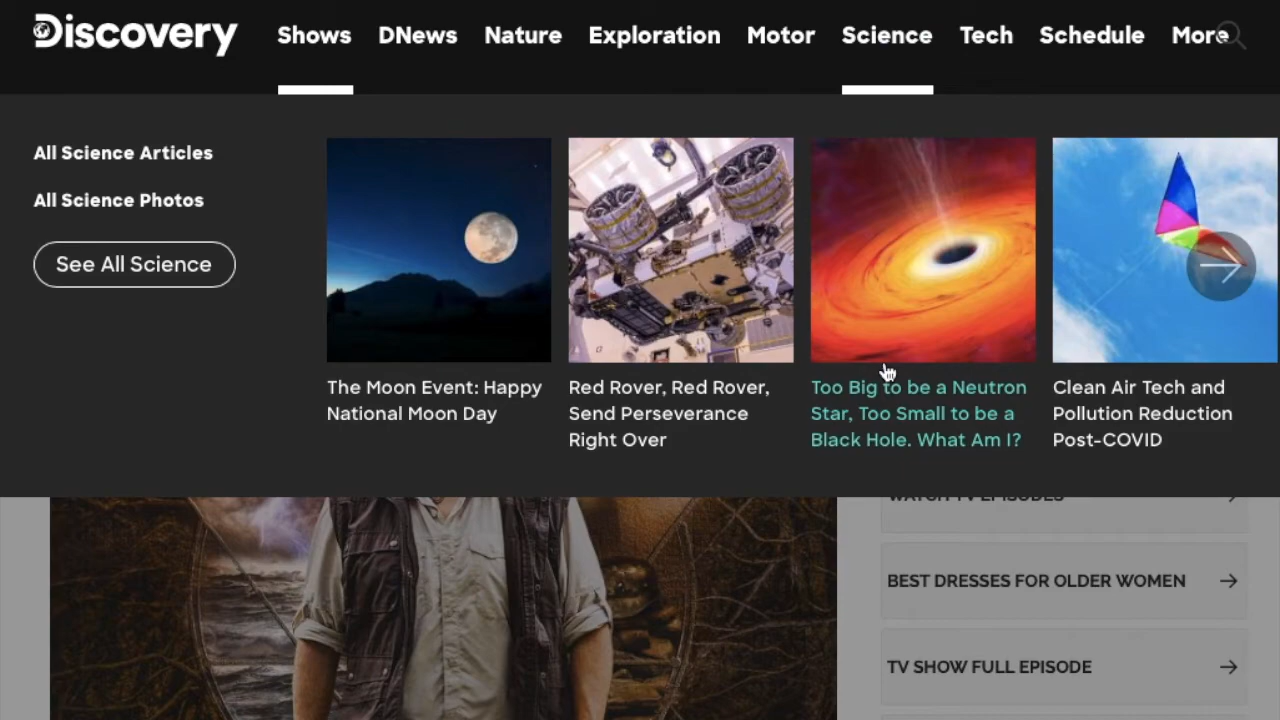 Discovery
Shows DNews Nature Exploration Motor Science Tech Schedule More
All Science Articles
All Science Photos
See All Science
The Moon Event: Happy
National Moon Day
Red Rover, Red Rover,
Send Perseverance
Right Over
Too Big to be a Neutron
Star, Too Small to be a
Black Hole. What Am I?
Clean Air Tech and
Pollution Reduction
Post-COVID
WATCH TV EPISODES
BEST DRESSES FOR OLDER WOMEN
TV SHOW FULL EPISODE